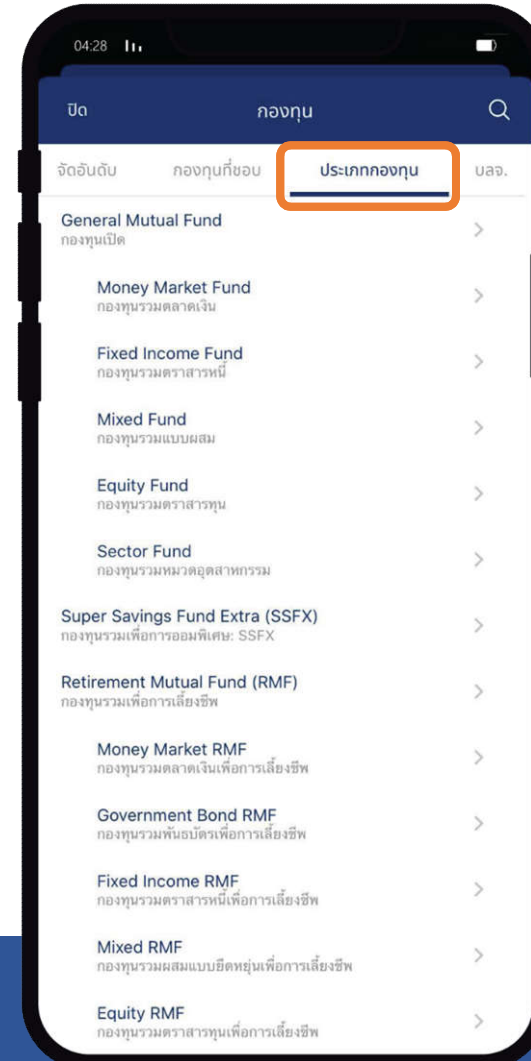 04:28
ปิด กองทุน
จัดอันดับ กองทุนที่ชอบ ประเภทกองทุน บลจ.
General Mutual Fund
กองทุนเปิด
Money Market Fund
กองทุนรวมตลาดเงิน
Fixed Income Fund
กองทุนรวมตราสารหนี้
Mixed Fund
กองทุนรวมแบบผสม
Equity Fund
กองทุนรวมตราสารทุน
Sector Fund
กองทุนรวมหมวดอุตสาหกรรม
Super Savings Fund Extra (SSFX)
กองทุนรวมเพื่อการออมพิเศษ: SSFX
Retirement Mutual Fund (RMF)
กองทุนรวมเพื่อการเลี้ยงชีพ
Money Market RMF
กองทุนรวมตลาดเงินเพื่อการเลี้ยงชีพ
Government Bond RMF
กองทุนรวมพันธบัตรเพื่อการเลี้ยงชีพ
Fixed Income RMF
กองทุนรวมตราสารหนี้เพื่อการเลี้ยงชีพ
Mixed RMF
กองทุนรวมผสมแบบยืดหยุ่นเพื่อการเลี้ยงชีพ
Equity RMF
กองทุนรวมตราสารทุนเพื่อการเลี้ยงชีพ